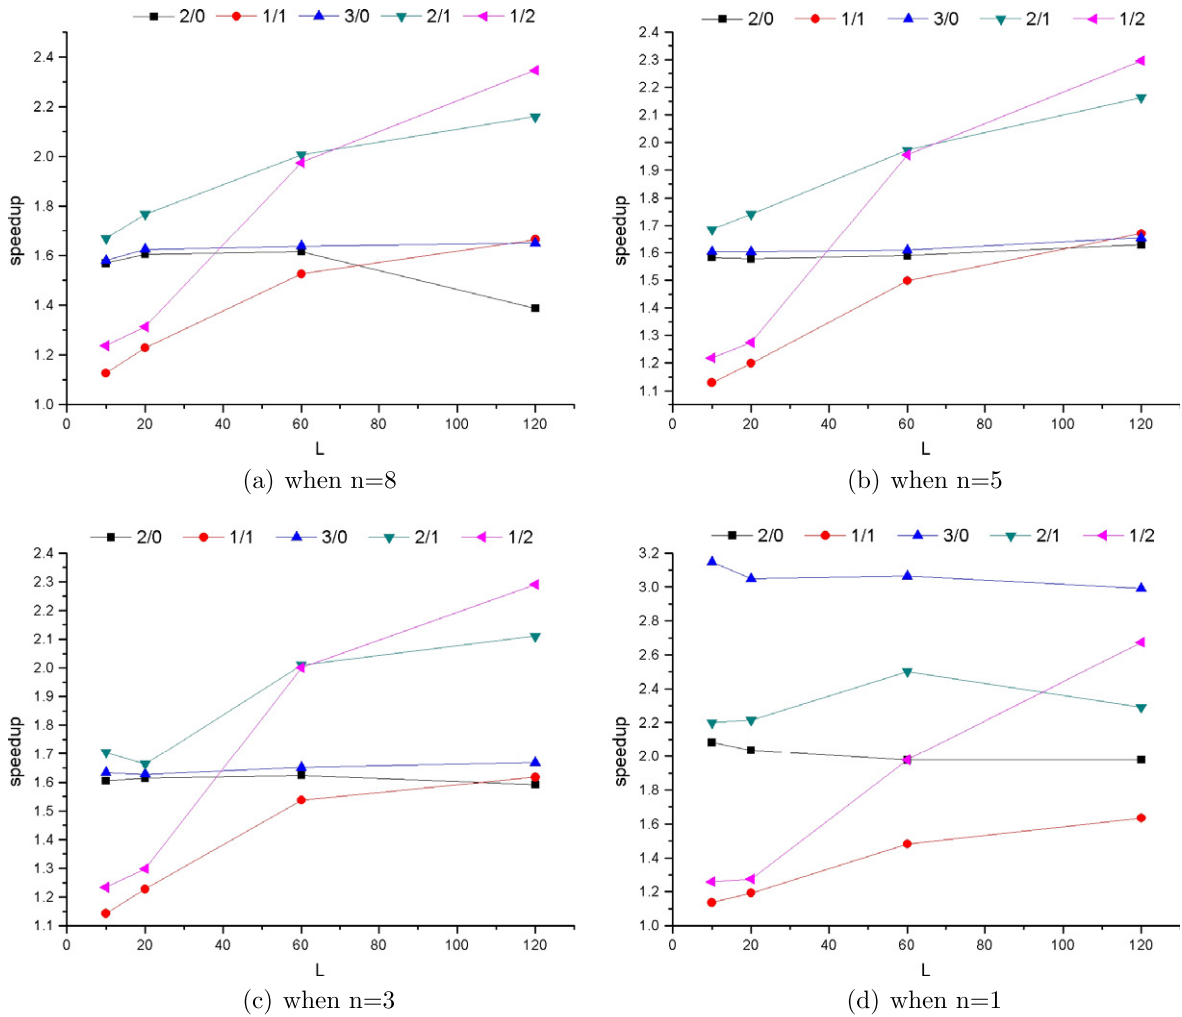 2/0 1/1 3/0 2/1 1/2
speedup
2.4
2.2
2.0
1.8
1.6
1.4
1.2
1.0
0 20 40 60 80 100 120
L
(a) when n=8
2/0 1/1 3/0 2/1 1/2
speedup
2.4
2.3
2.2
2.1
2.0
1.9
1.8
1.7
1.6
1.5
1.4
1.3
1.2
1.1
0 20 40 60 80 100 120
L
(b) when n=5
2/0 1/1 3/0 2/1 1/2
speedup
2.4
2.3
2.2
2.1
2.0
1.9
1.8
1.7
1.6
1.5
1.4
1.3
1.2
1.1
0 20 40 60 80 100 120
L
(c) when n=3
2/0 1/1 3/0 2/1 1/2
speedup
3.2
3.0
2.8
2.6
2.4
2.2
2.0
1.8
1.6
1.4
1.2
1.0
0 20 40 60 80 100 120
L
(d) when n=1